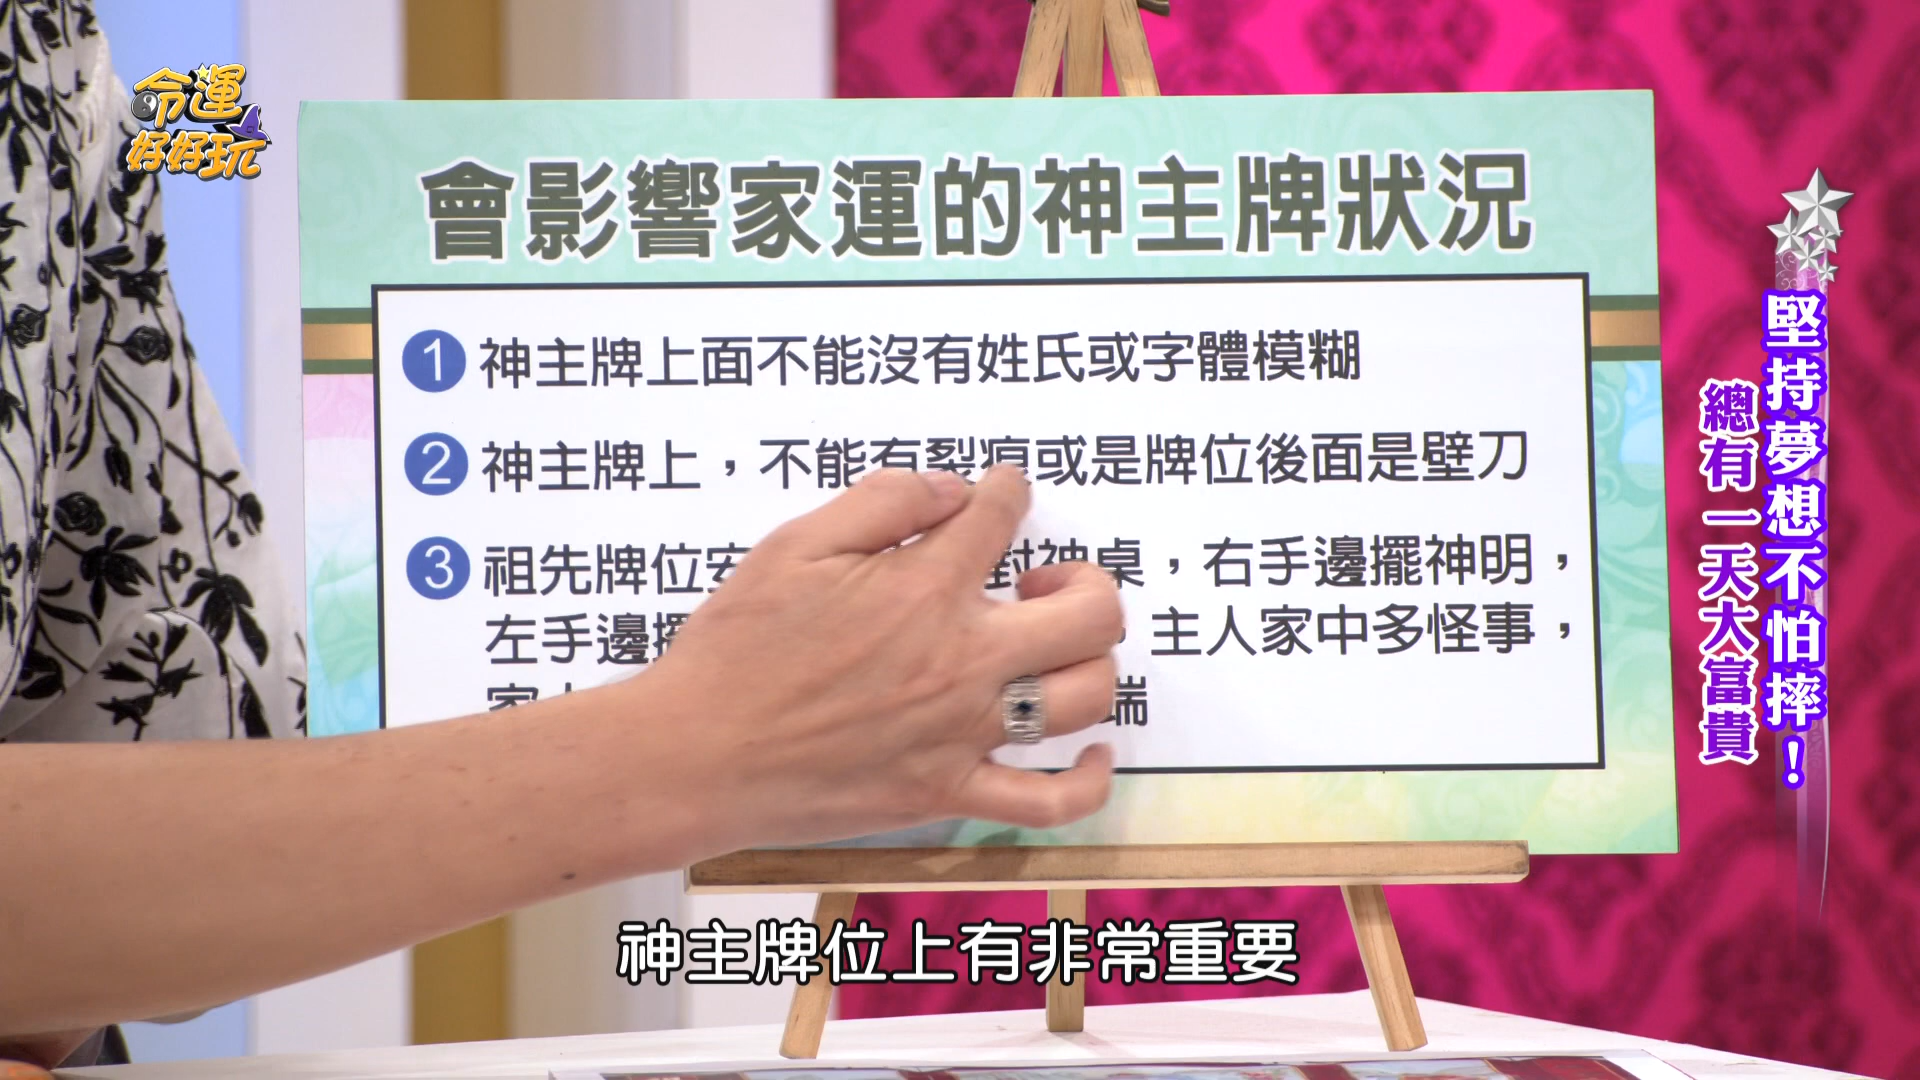 命運
好好玩
會影響家運的神主牌狀況
1 神主牌上面不能沒有姓氏或字體模糊
2 神主牌上，不能有裂痕或是牌位後面是壁刀
3 祖先牌位安 對神桌，右手邊擺神明，
左手邊擺 。主人家中多怪事，
家 端
堅持夢想不怕摔！
總有一天大富貴
神主牌位上有非常重要